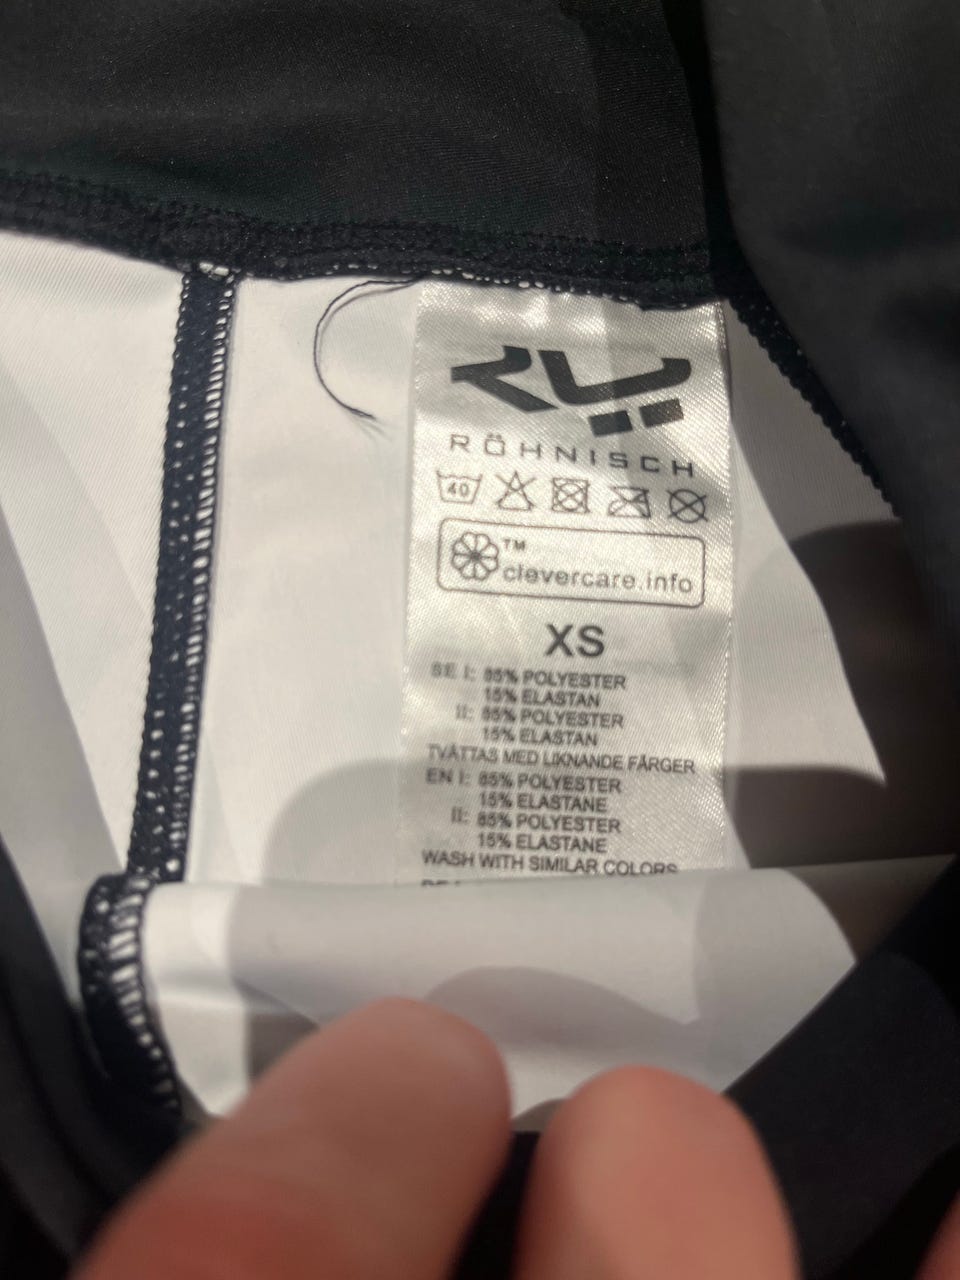 RÖHNISCH
40
TM
clevercare.info
XS
SE I: 85% POLYESTER
15% ELASTAN
II: 85% POLYESTER
15% ELASTAN
TVÄTTAS MED LIKNANDE FÄRGER
EN I: 85% POLYESTER
15% ELASTANE
II: 85% POLYESTER
15% ELASTANE
WASH WITH SIMILAR COLORS